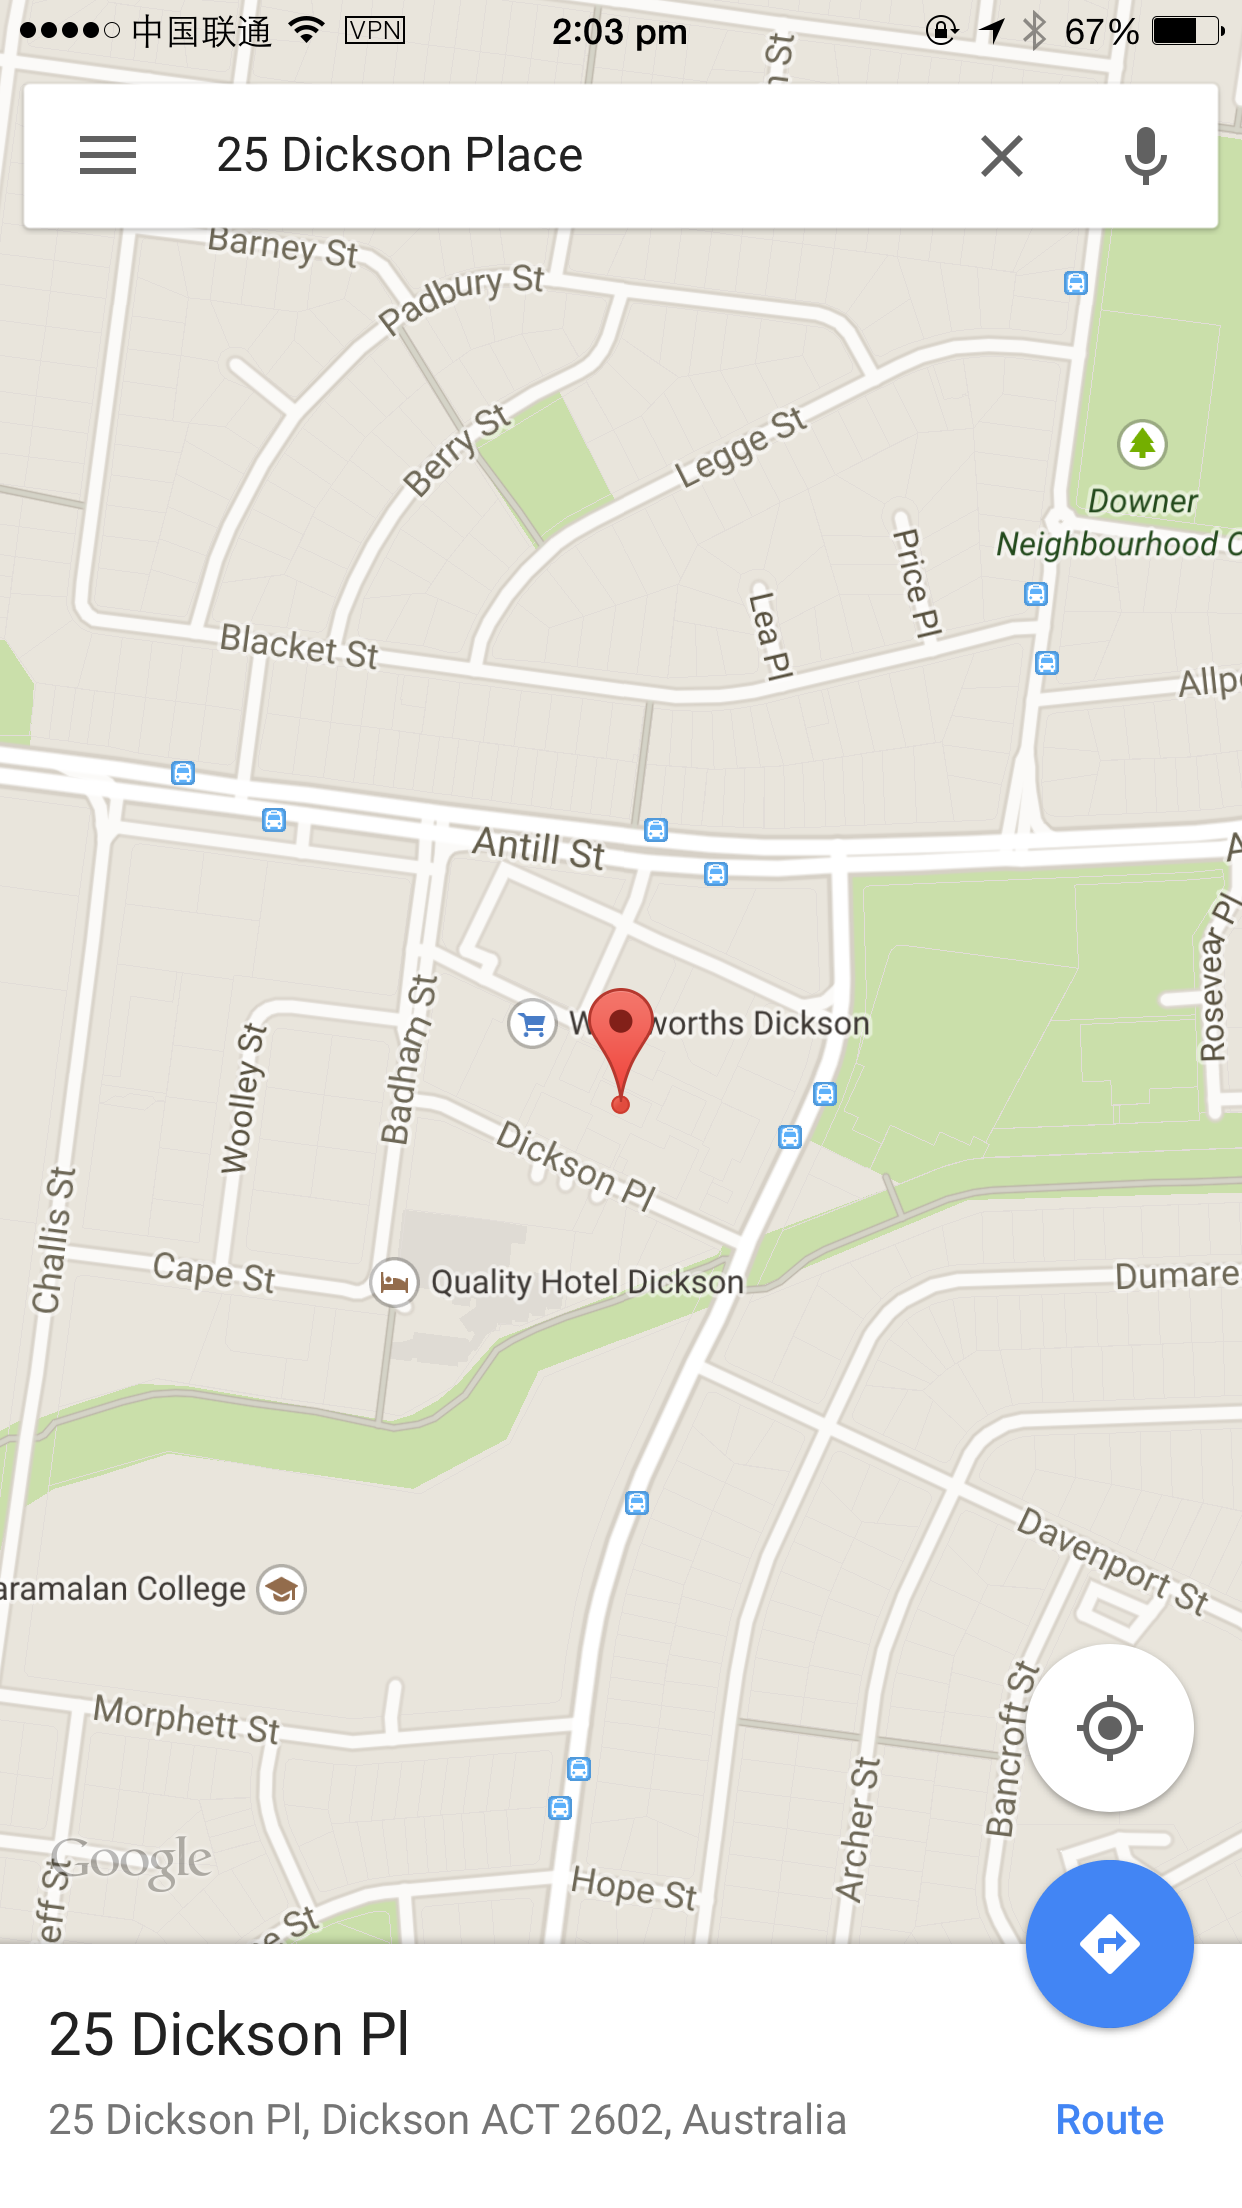 中国联通 VPN 2:03 pm 67%
25 Dickson Place
Barney St
Padbury St
Berry St
Legge St
Downer
Neighbourhood C
Price Pl
Lea Pl
Blacket St
Antill St
Rosevear Pl
Dickson
Badham St
Woolley St
Dickson Pl
Challis St
Cape St
Quality Hotel Dickson
Davenport St
College
Morphett St
Bancroft St
Archer St
Google
Hope St
St
25 Dickson Pl
25 Dickson Pl, Dickson ACT 2602, Australia
Route